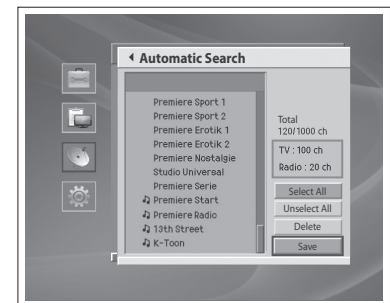 Automatic Search
Premiere Sport 1
Premiere Sport 2
Premiere Erotik 1
Premiere Erotik 2
Premiere Nostalgie
Studio Universal
Premiere Serie
Premiere Start
Premiere Radio
13th Street
K-Toon
Total
120/1000 ch
TV : 100 ch
Radio : 20 ch
Select All
Unselect All
Delete
Save